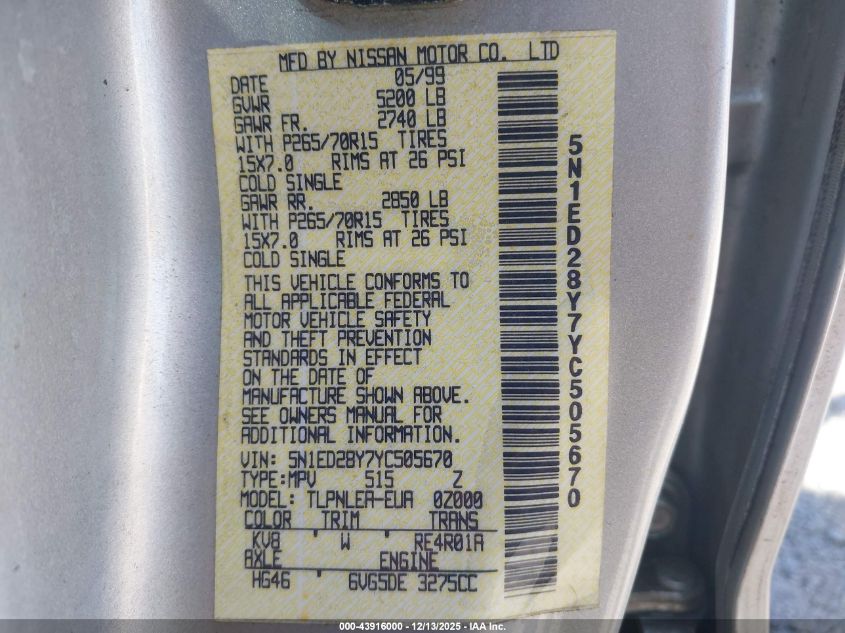 MFD BY NISSAN MOTOR CO. LTD
DATE 05/99
GVWR 5200 LB
GAWR FR. 2740 LB
WITH P265/70R15 TIRES
15X7.0 RIMS AT 26 PSI
COLD SINGLE
GAWR RR. 2850 LB
WITH P265/70R15 TIRES
15X7.0 RIMS AT 26 PSI
COLD SINGLE
THIS VEHICLE CONFORMS TO
ALL APPLICABLE FEDERAL
MOTOR VEHICLE SAFETY
AND THEFT PREVENTION
STANDARDS IN EFFECT
ON THE DATE OF
MANUFACTURE SHOWN ABOVE.
SEE OWNERS MANUAL FOR
ADDITIONAL INFORMATION.
VIN: 5N1ED28Y7YC505670
TYPE:MPV 515 Z
MODEL: TLPNLEA-EUA 0Z000
COLOR TRIM TRANS
KV8 W RE4R01A
AXLE ENGINE
HG46 6VG5DE 3275CC
5N1ED28Y7YC505670
000-43916000 - 12/13/2025 - IAA Inc.